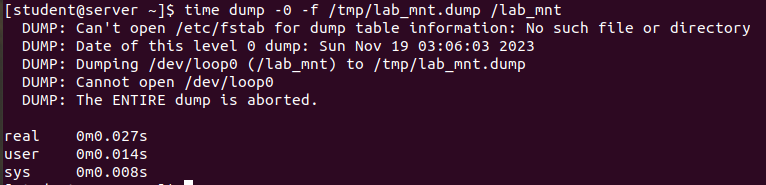 [student@server ~]$ time dump -0 -f /tmp/lab_mnt.dump /lab_mnt
  DUMP: Can't open /etc/fstab for dump table information: No such file or directory
  DUMP: Date of this level 0 dump: Sun Nov 19 03:06:03 2023
  DUMP: Dumping /dev/loop0 (/lab_mnt) to /tmp/lab_mnt.dump
  DUMP: Cannot open /dev/loop0
  DUMP: The ENTIRE dump is aborted.

real    0m0.027s
user    0m0.014s
sys     0m0.008s